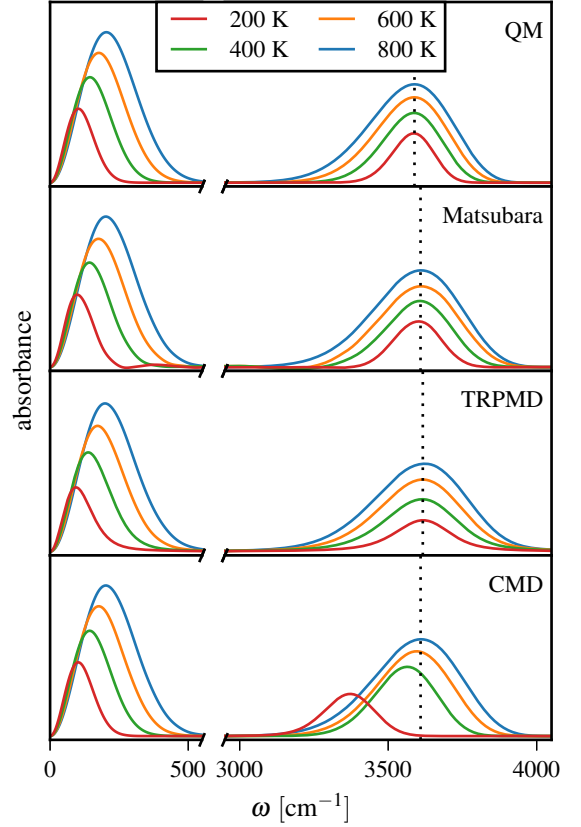 200 K 600 K
400 K 800 K
QM
Matsubara
TRPMD
CMD
absorbance
0 500 3000 3500 4000
ω [cm⁻¹]